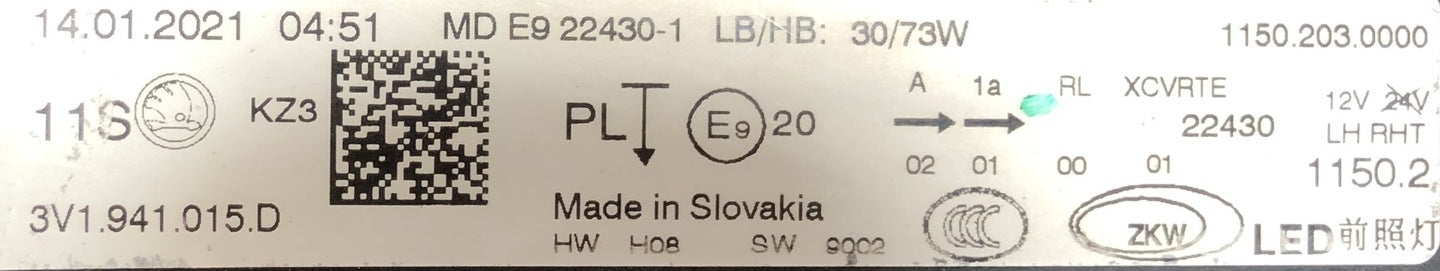 14.01.2021 04:51 MD E9 22430-1 LB/HB: 30/73W 1150.203.0000
11S KZ3 PL E9 20 A 1a RL XCVRTE 12V 24V
22430 LH RHT
02 01 00 01 1150.2
3V1.941.015.D Made in Slovakia CCC ZKW LED前照灯
HW H08 SW 9002